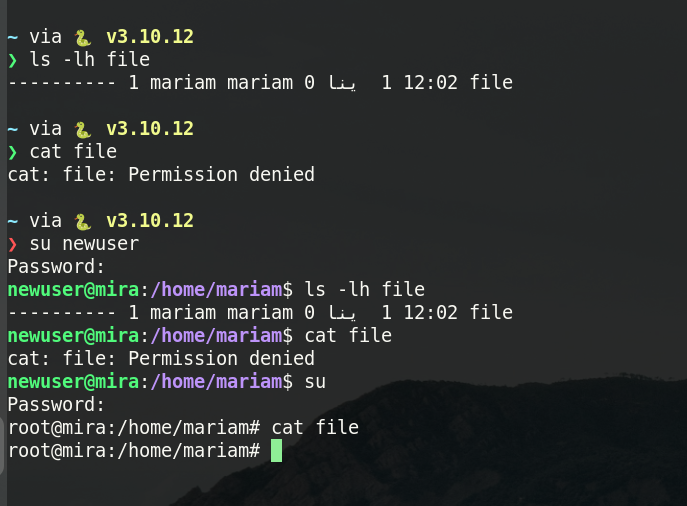 ~ via 🐍 v3.10.12
❯ ls -lh file
---------- 1 mariam mariam 0 ينا  1 12:02 file
~ via 🐍 v3.10.12
❯ cat file
cat: file: Permission denied
~ via 🐍 v3.10.12
❯ su newuser
Password:
newuser@mira:/home/mariam$ ls -lh file
---------- 1 mariam mariam 0 ينا  1 12:02 file
newuser@mira:/home/mariam$ cat file
cat: file: Permission denied
newuser@mira:/home/mariam$ su
Password:
root@mira:/home/mariam# cat file
root@mira:/home/mariam#